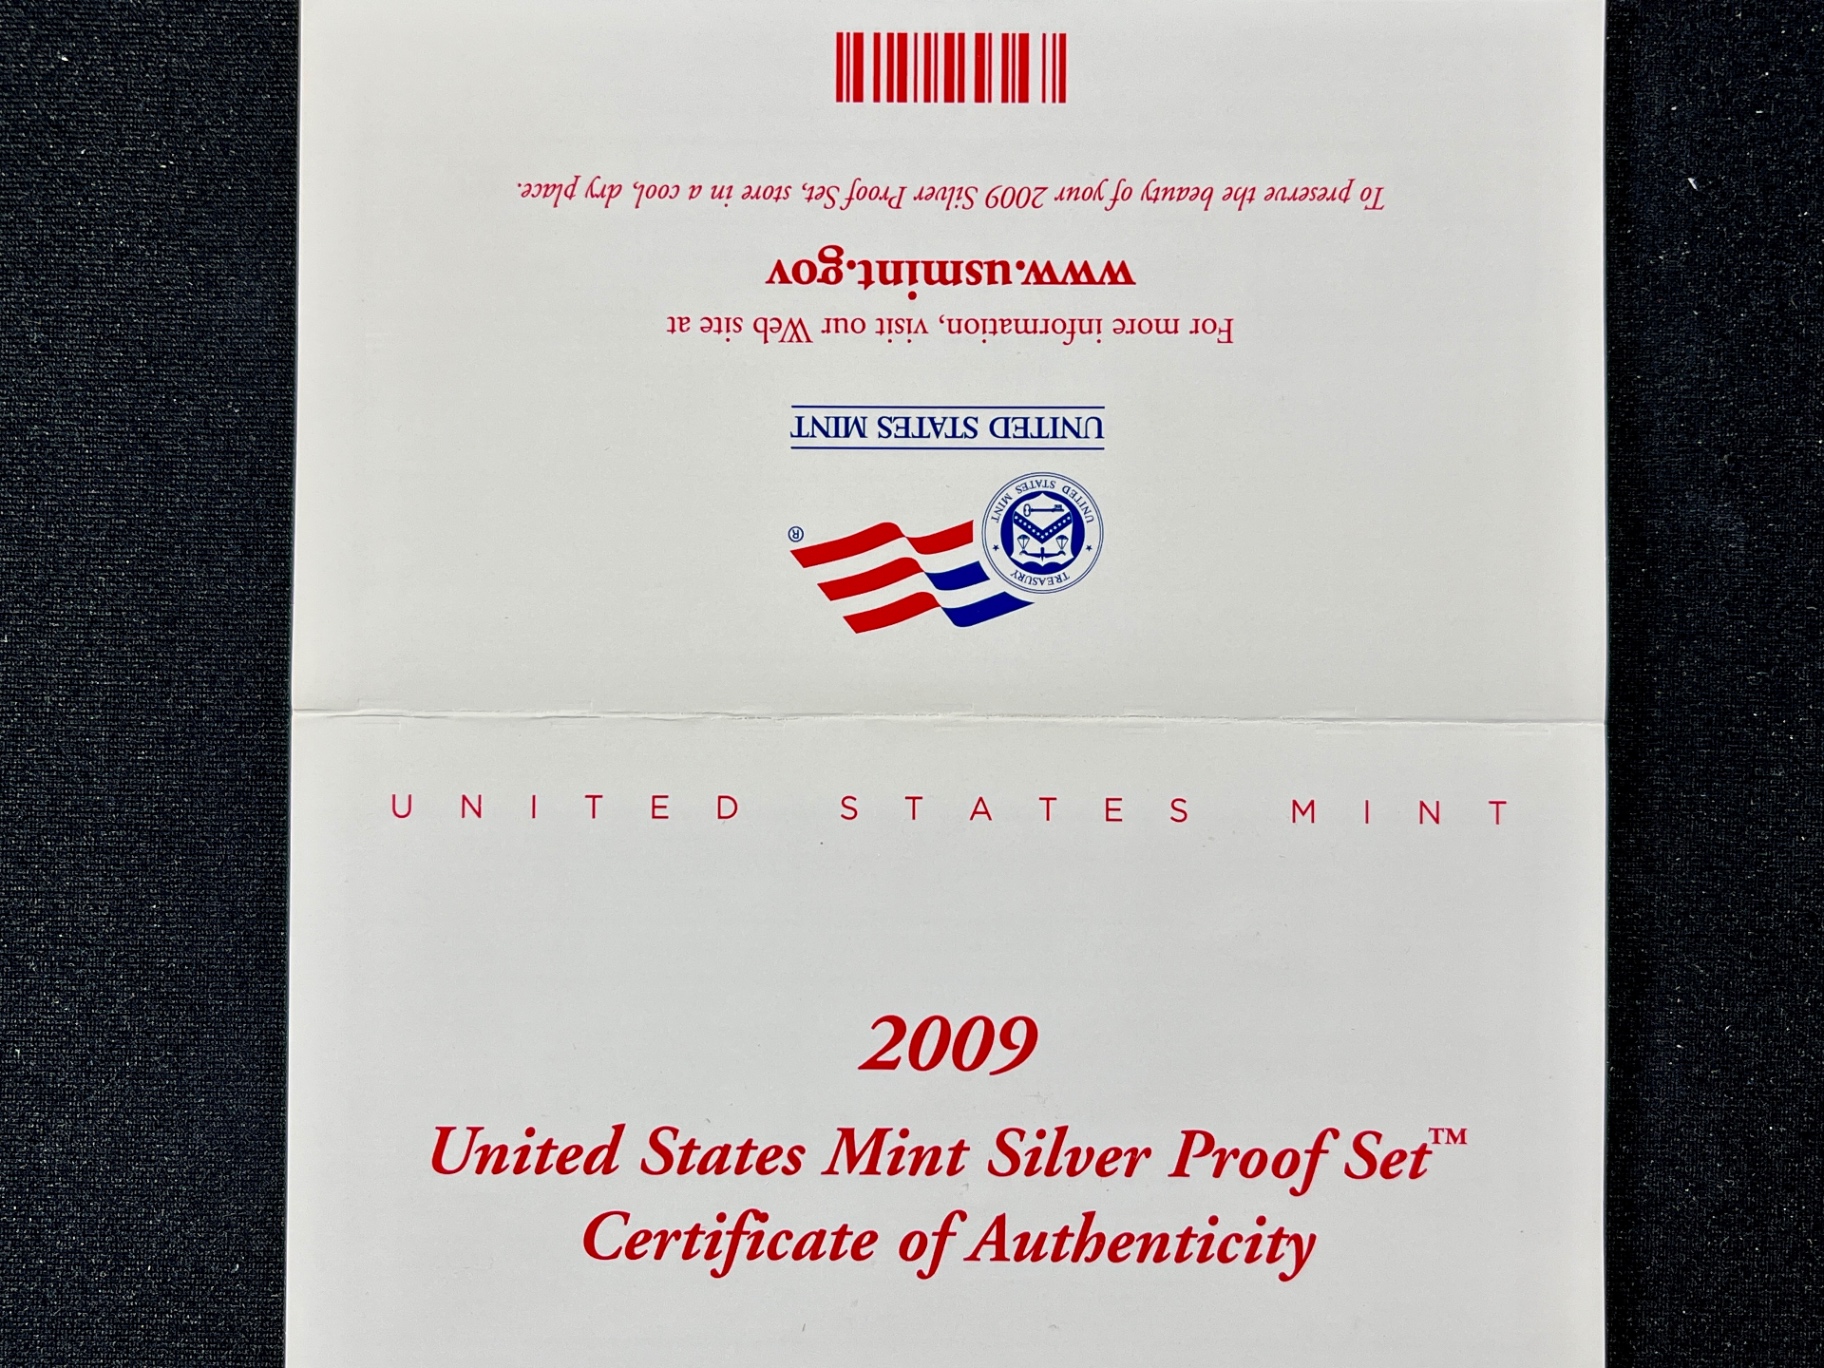 To preserve the beauty of your 2009 Silver Proof Set, store in a cool, dry place.
www.usmint.gov
For more information, visit our Web site at
UNITED STATES MINT
UNITED STATES MINT
TREASURY
®
UNITED STATES MINT
2009
United States Mint Silver Proof Set™
Certificate of Authenticity